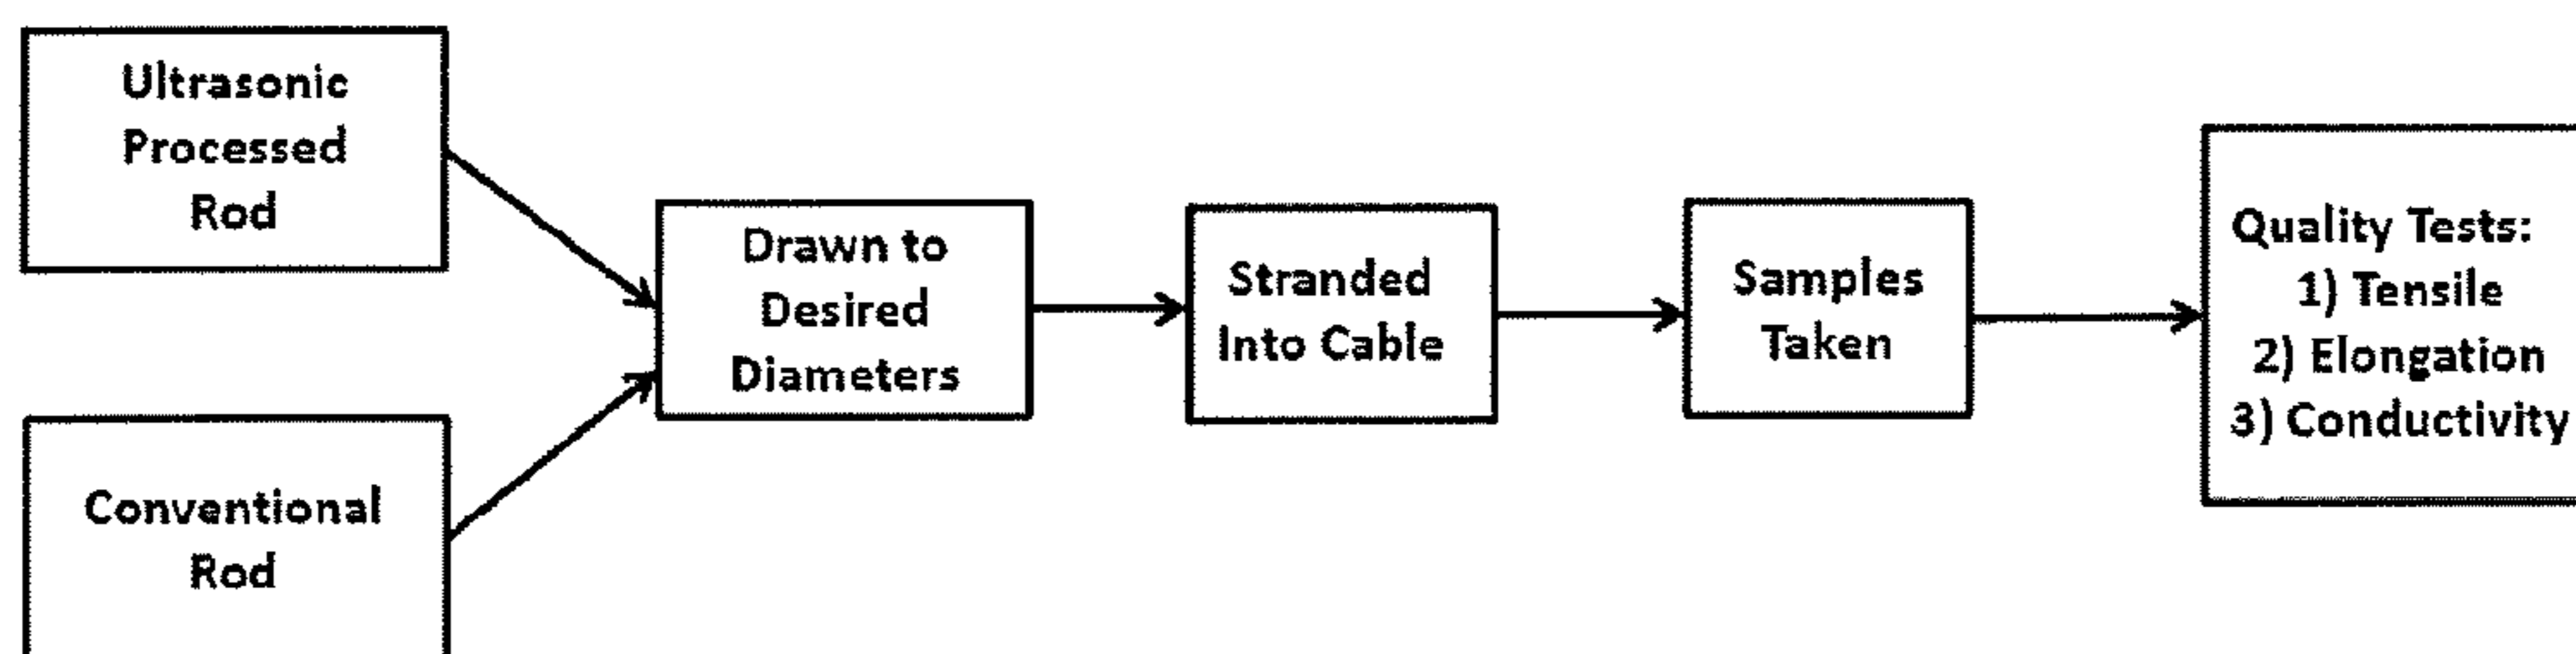 Ultrasonic
Processed
Rod
Conventional
Rod
Drawn to
Desired
Diameters
Stranded
Into Cable
Samples
Taken
Quality Tests:
1) Tensile
2) Elongation
3) Conductivity